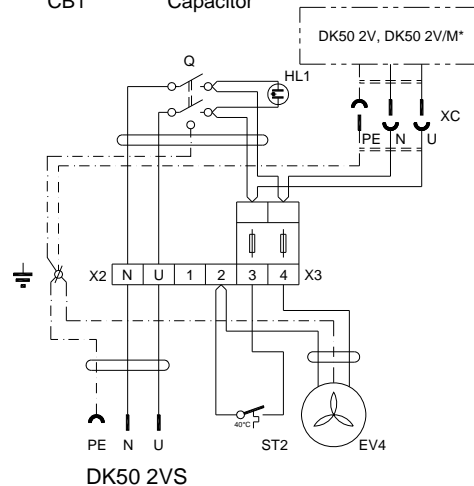 CB1 Capacitor
DK50 2V, DK50 2V/M*
Q
HL1
XC
PE N U
X2 N U 1 2 3 4 X3
40°C
ST2 EV4
PE N U
DK50 2VS